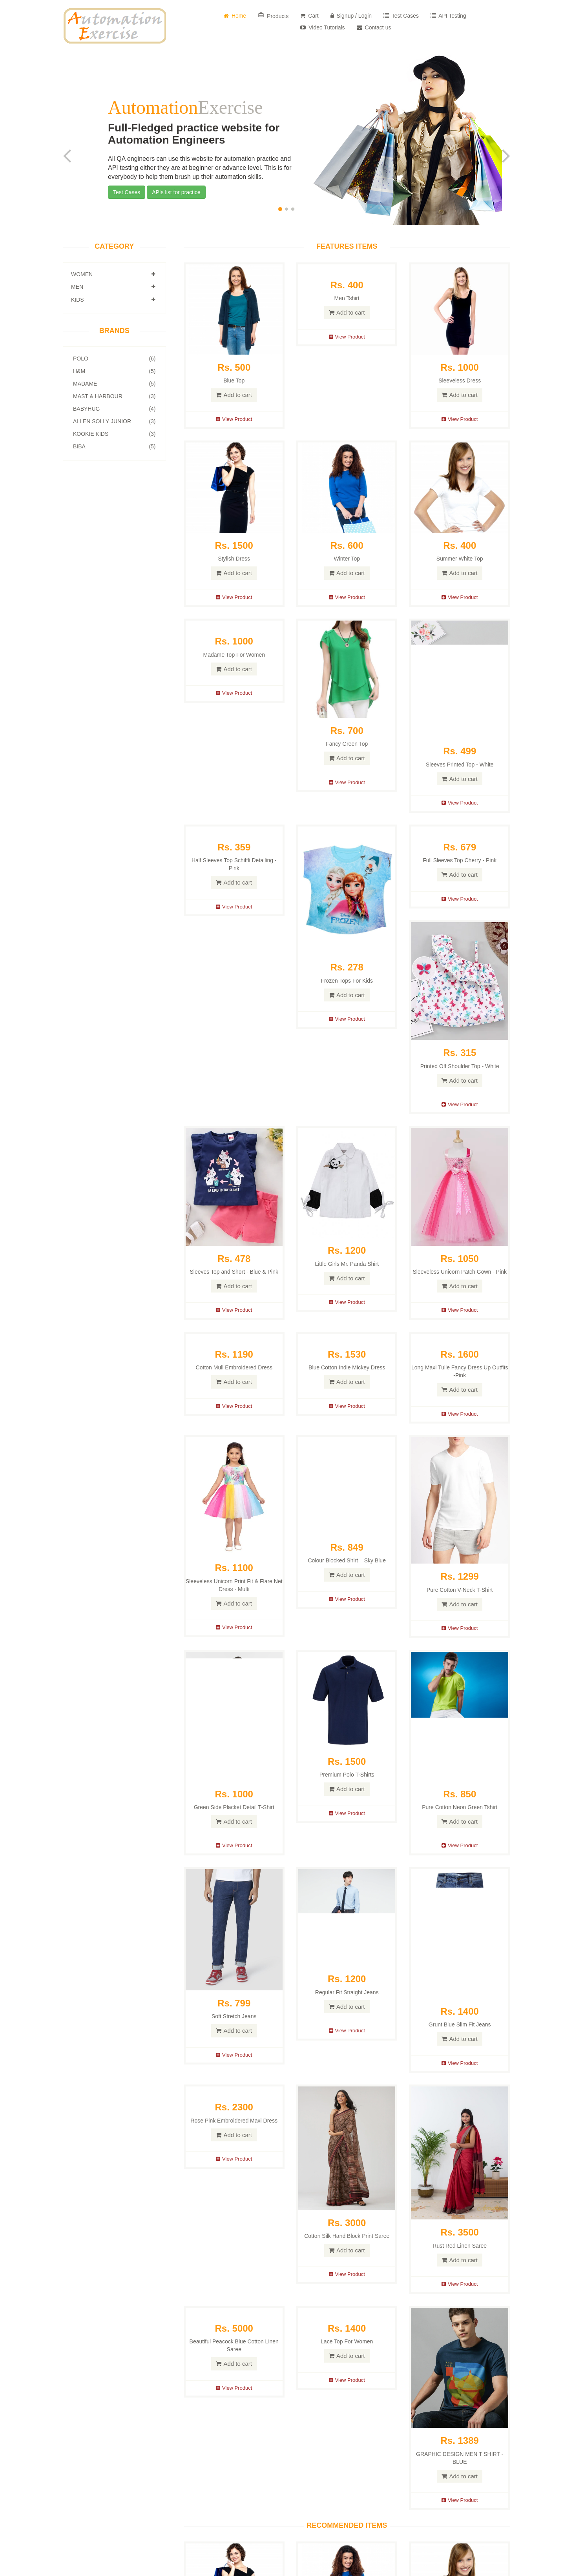 Automation
Exercise
Home
Products
Cart
Signup / Login
Test Cases
API Testing
Video Tutorials
Contact us
AutomationExercise
Full-Fledged practice website for
Automation Engineers
All QA engineers can use this website for automation practice and
API testing either they are at beginner or advance level. This is for
everybody to help them brush up their automation skills.
Test Cases
APIs list for practice
CATEGORY
WOMEN
MEN
KIDS
BRANDS
POLO (6)
H&M (5)
MADAME (5)
MAST & HARBOUR (3)
BABYHUG (4)
ALLEN SOLLY JUNIOR (3)
KOOKIE KIDS (3)
BIBA (5)
FEATURES ITEMS
Rs. 500
Blue Top
Add to cart
View Product
Rs. 400
Men Tshirt
Add to cart
View Product
Rs. 1000
Sleeveless Dress
Add to cart
View Product
Rs. 1500
Stylish Dress
Add to cart
View Product
Rs. 600
Winter Top
Add to cart
View Product
Rs. 400
Summer White Top
Add to cart
View Product
Rs. 1000
Madame Top For Women
Add to cart
View Product
Rs. 700
Fancy Green Top
Add to cart
View Product
Rs. 499
Sleeves Printed Top - White
Add to cart
View Product
Rs. 359
Half Sleeves Top Schiffli Detailing -
Pink
Add to cart
View Product
FROZEN
Rs. 278
Frozen Tops For Kids
Add to cart
View Product
Rs. 679
Full Sleeves Top Cherry - Pink
Add to cart
View Product
Rs. 315
Printed Off Shoulder Top - White
Add to cart
View Product
Rs. 478
Sleeves Top and Short - Blue & Pink
Add to cart
View Product
Rs. 1200
Little Girls Mr. Panda Shirt
Add to cart
View Product
Rs. 1050
Sleeveless Unicorn Patch Gown - Pink
Add to cart
View Product
Rs. 1190
Cotton Mull Embroidered Dress
Add to cart
View Product
Rs. 1530
Blue Cotton Indie Mickey Dress
Add to cart
View Product
Rs. 1600
Long Maxi Tulle Fancy Dress Up Outfits
-Pink
Add to cart
View Product
Rs. 1100
Sleeveless Unicorn Print Fit & Flare Net
Dress - Multi
Add to cart
View Product
Rs. 849
Colour Blocked Shirt – Sky Blue
Add to cart
View Product
Rs. 1299
Pure Cotton V-Neck T-Shirt
Add to cart
View Product
Rs. 1000
Green Side Placket Detail T-Shirt
Add to cart
View Product
Rs. 1500
Premium Polo T-Shirts
Add to cart
View Product
Rs. 850
Pure Cotton Neon Green Tshirt
Add to cart
View Product
Rs. 799
Soft Stretch Jeans
Add to cart
View Product
Rs. 1200
Regular Fit Straight Jeans
Add to cart
View Product
Rs. 1400
Grunt Blue Slim Fit Jeans
Add to cart
View Product
Rs. 2300
Rose Pink Embroidered Maxi Dress
Add to cart
View Product
Rs. 3000
Cotton Silk Hand Block Print Saree
Add to cart
View Product
Rs. 3500
Rust Red Linen Saree
Add to cart
View Product
Rs. 5000
Beautiful Peacock Blue Cotton Linen
Saree
Add to cart
View Product
Rs. 1400
Lace Top For Women
Add to cart
View Product
Rs. 1389
GRAPHIC DESIGN MEN T SHIRT -
BLUE
Add to cart
View Product
RECOMMENDED ITEMS